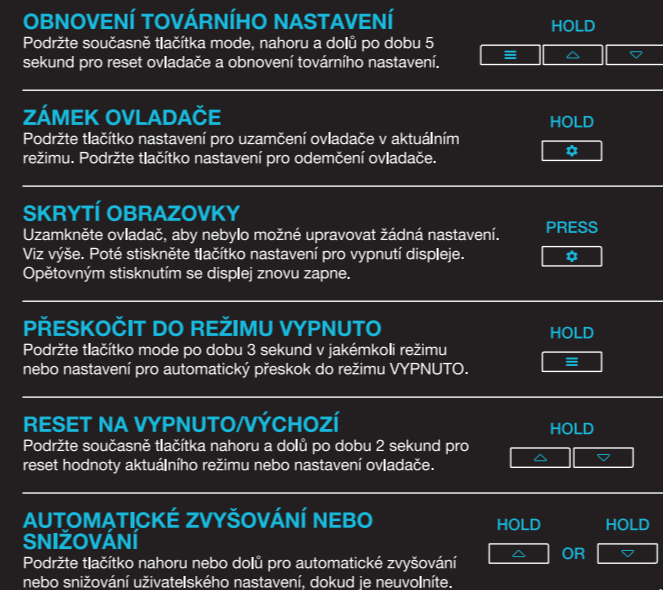 OBNOVENÍ TOVÁRNÍHO NASTAVENÍ
Podržte současně tlačítka mode, nahoru a dolů po dobu 5
sekund pro reset ovladače a obnovení továrního nastavení.
HOLD
ZÁMEK OVLADAČE
Podržte tlačítko nastavení pro uzamčení ovladače v aktuálním
režimu. Podržte tlačítko nastavení pro odemčení ovladače.
HOLD
SKRYTÍ OBRAZOVKY
Uzamkněte ovladač, aby nebylo možné upravovat žádná nastavení.
Viz výše. Poté stiskněte tlačítko nastavení pro vypnutí displeje.
Opětovným stisknutím se displej znovu zapne.
PRESS
PŘESKOČIT DO REŽIMU VYPNUTO
Podržte tlačítko mode po dobu 3 sekund v jakémkoli režimu
nebo nastavení pro automatický přeskok do režimu VYPNUTO.
HOLD
RESET NA VYPNUTO/VÝCHOZÍ
Podržte současně tlačítka nahoru a dolů po dobu 2 sekund pro
reset hodnoty aktuálního režimu nebo nastavení ovladače.
HOLD
AUTOMATICKÉ ZVYŠOVÁNÍ NEBO
SNIŽOVÁNÍ
Podržte tlačítko nahoru nebo dolů pro automatické zvyšování
nebo snižování uživatelského nastavení, dokud je neuvolníte.
HOLD HOLD
OR